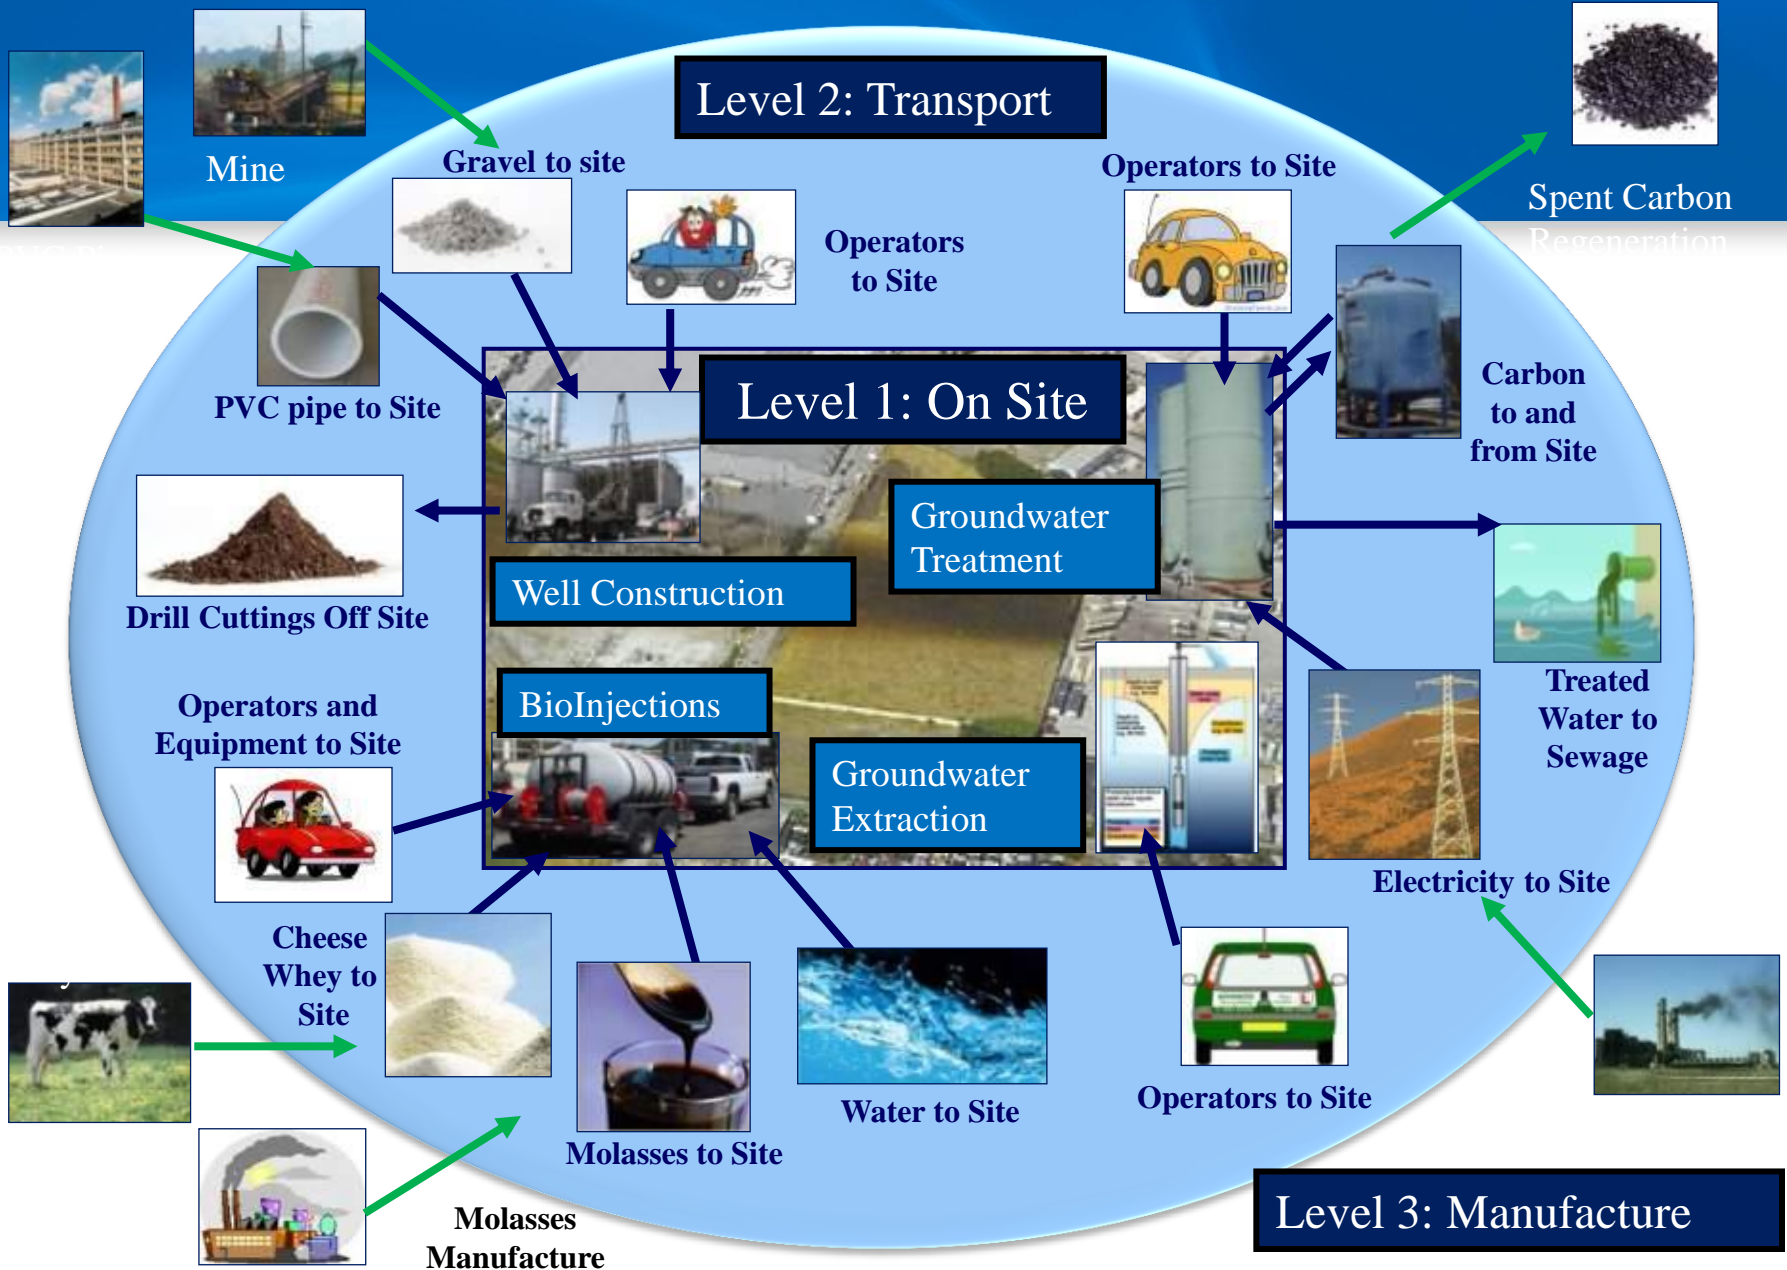 Level 2: Transport
Mine
Gravel to site
Operators to Site
Spent Carbon
Regeneration
Operators
to Site
PVC pipe to Site
Level 1: On Site
Carbon
to and
from Site
Groundwater
Treatment
Well Construction
Drill Cuttings Off Site
BioInjections
Operators and
Equipment to Site
Treated
Water to
Sewage
Groundwater
Extraction
Electricity to Site
Cheese
Whey to
Site
Water to Site
Operators to Site
Molasses to Site
Molasses
Manufacture
Level 3: Manufacture